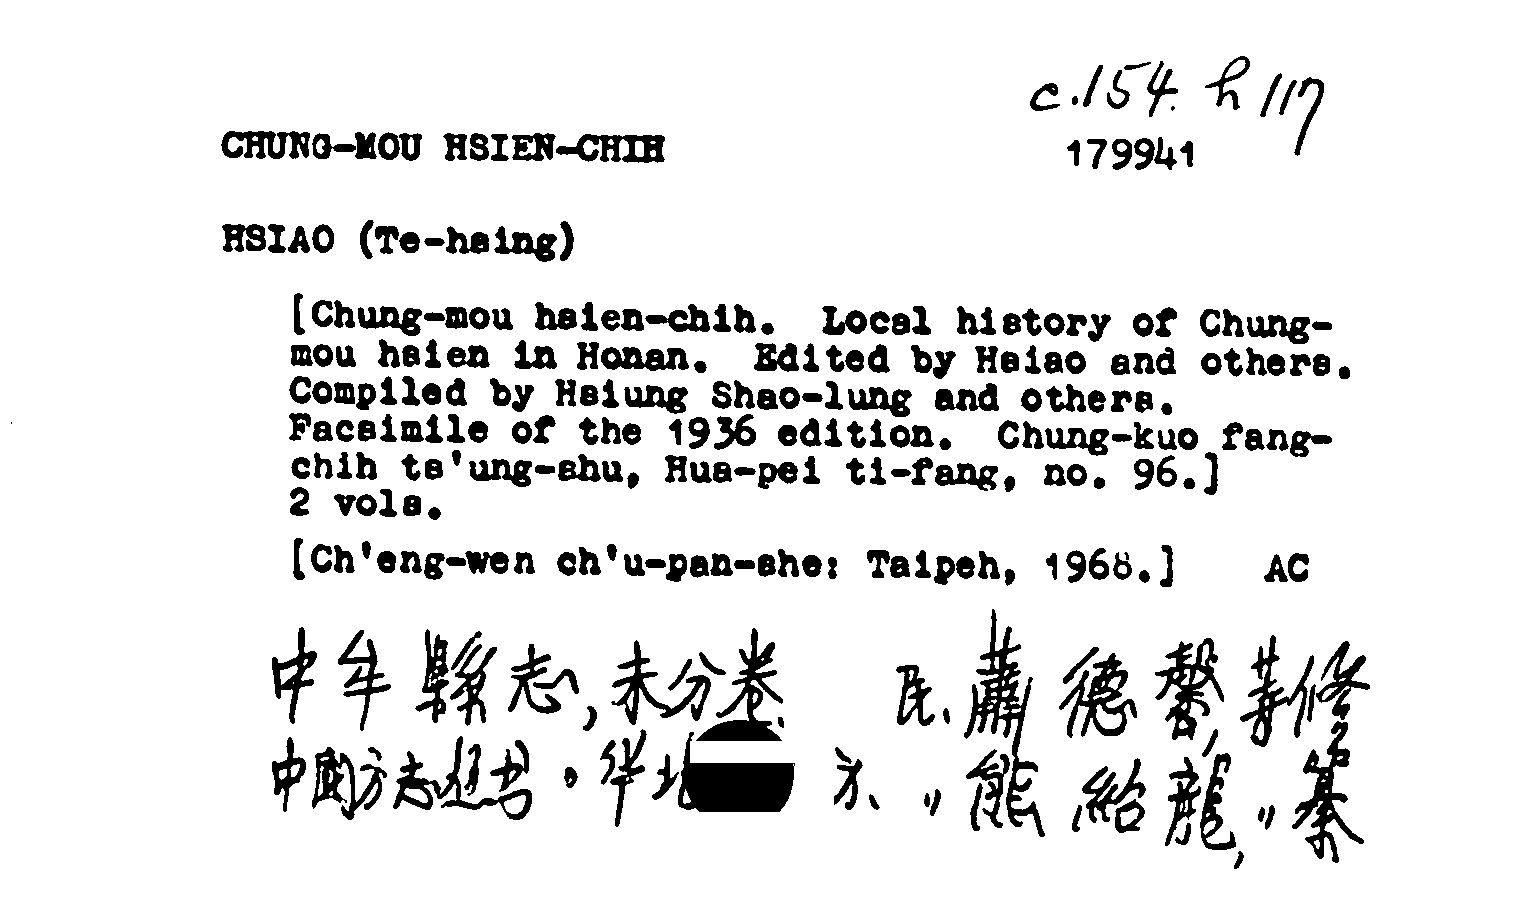 c.154.h117
CHUNG-MOU HSIEN-CHIH
179941
HSIAO (Te-hsing)
[Chung-mou hsien-chih. Local history of Chung-
mou hsien in Honan. Edited by Hsiao and others.
Compiled by Hsiung Shao-lung and others.
Facsimile of the 1936 edition. Chung-kuo fang-
chih ts'ung-shu, Hua-pei ti-fang, no. 96.]
2 vols.
[Ch'eng-wen ch'u-pan-she: Taipeh, 1968.] AC
中牟縣志,未分卷、 民、蕭德馨等修
中國方志丛书·华北 方、〃熊紹龍,〃纂